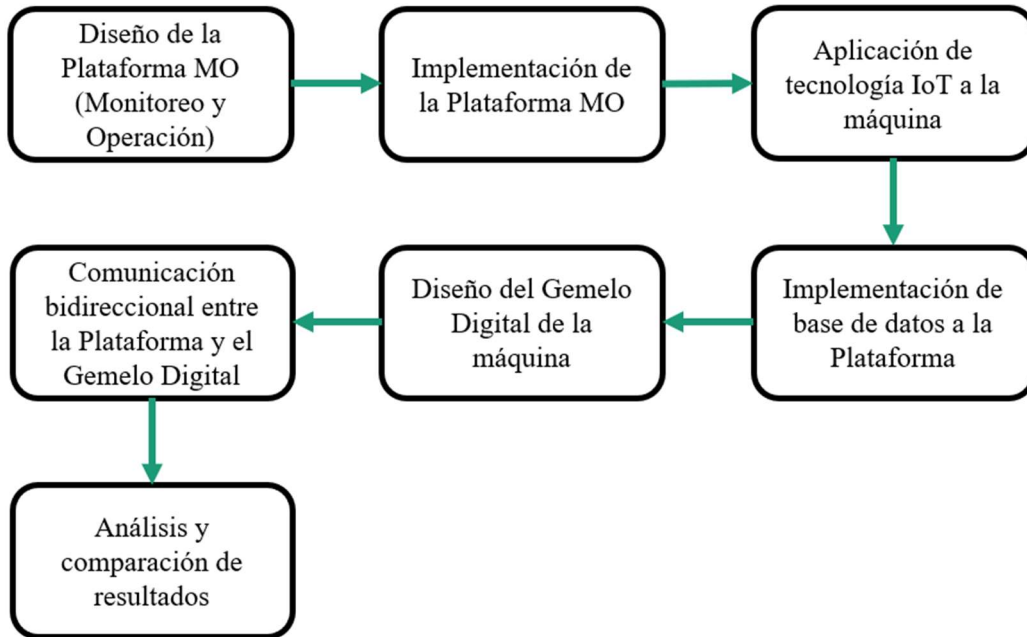 Diseño de la
Plataforma MO
(Monitoreo y
Operación)
Implementación de
la Plataforma MO
Aplicación de
tecnología IoT a la
máquina
Implementación de
base de datos a la
Plataforma
Diseño del Gemelo
Digital de la
máquina
Comunicación
bidireccional entre
la Plataforma y el
Gemelo Digital
Análisis y
comparación de
resultados